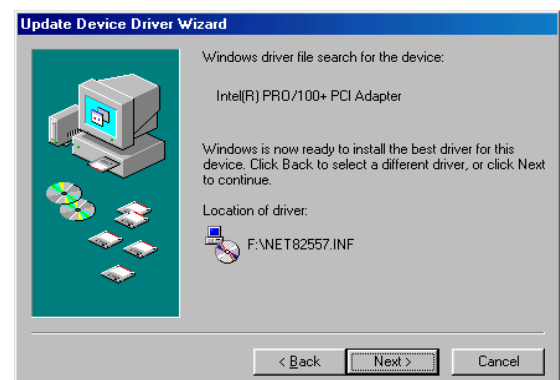 Update Device Driver Wizard
Windows driver file search for the device:
Intel(R) PRO/100+ PCI Adapter
Windows is now ready to install the best driver for this
device. Click Back to select a different driver, or click Next
to continue.
Location of driver:
F:\NET82557.INF
< Back
Next >
Cancel